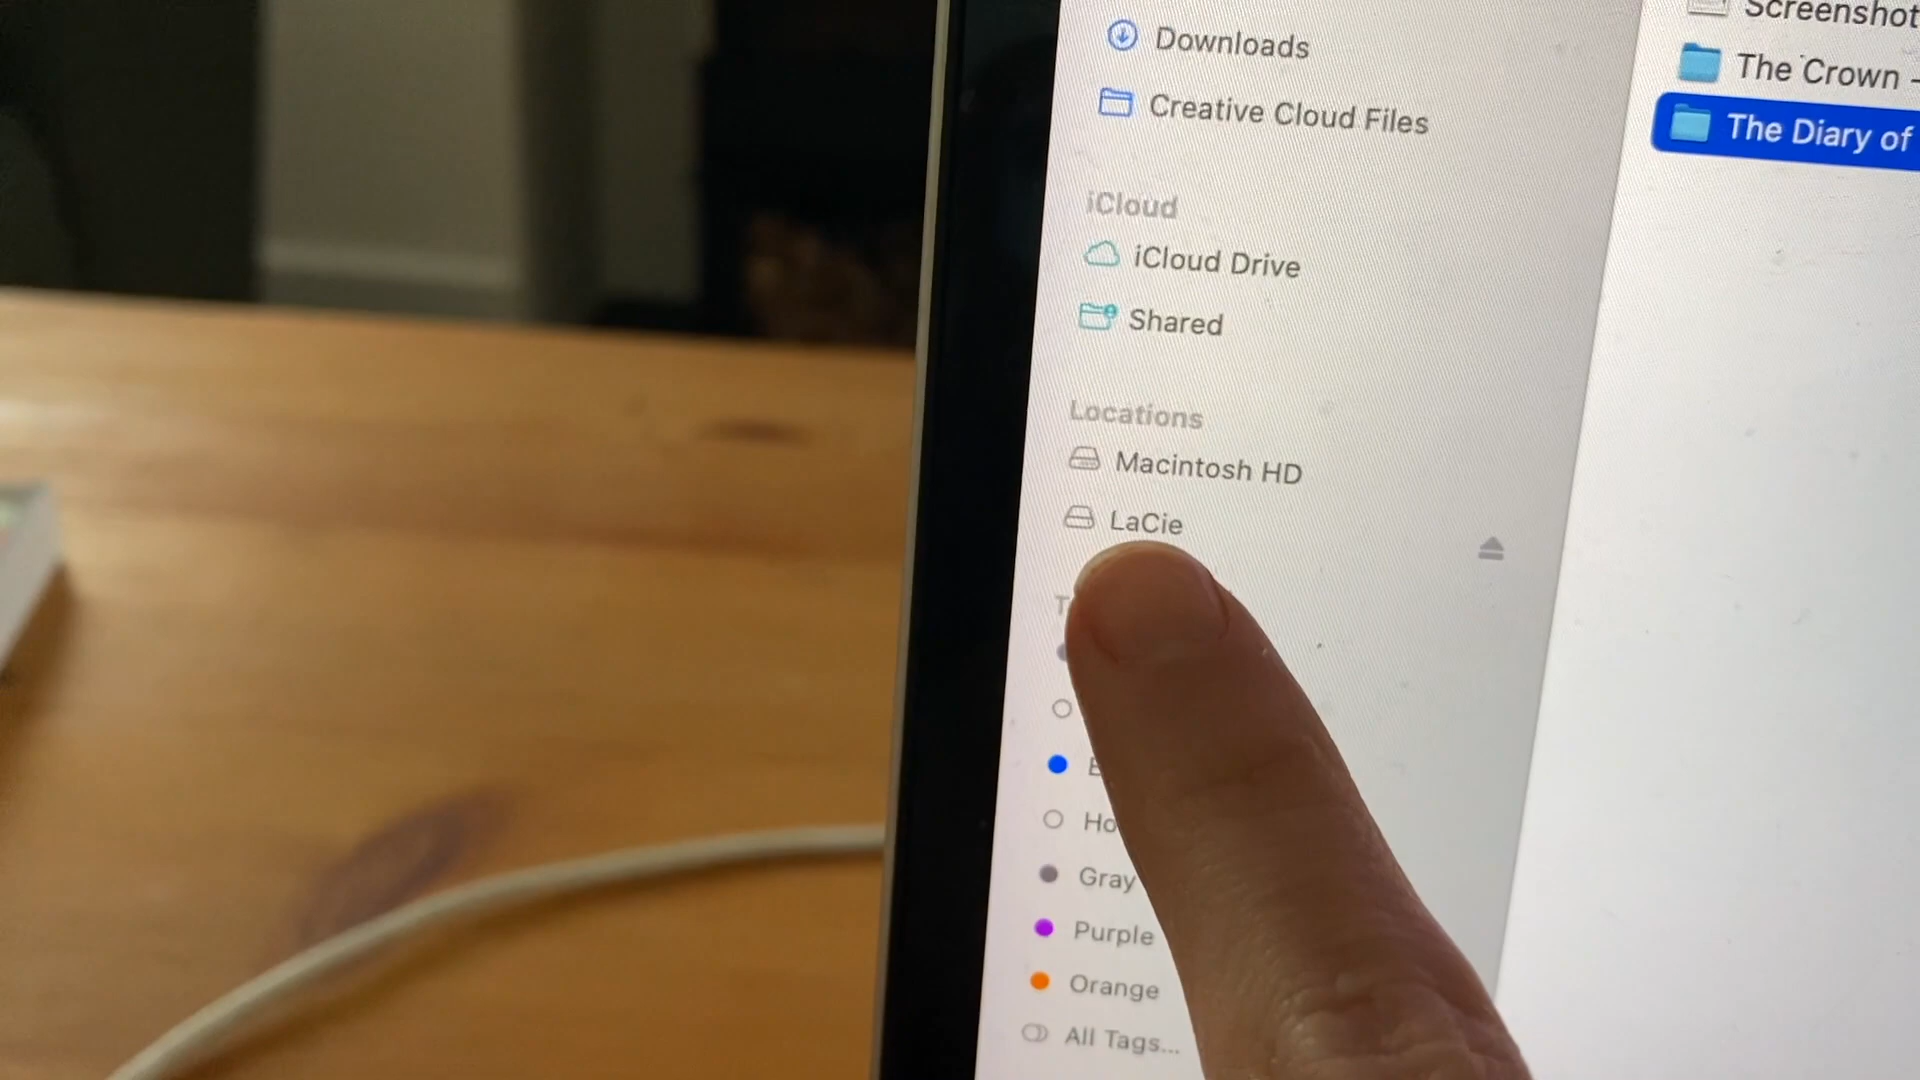 Downloads
Creative Cloud Files
iCloud
iCloud Drive
Shared
Locations
Macintosh HD
LaCie
Gray
Purple
Orange
All Tags...
Screenshot
The Crown -
The Diary of